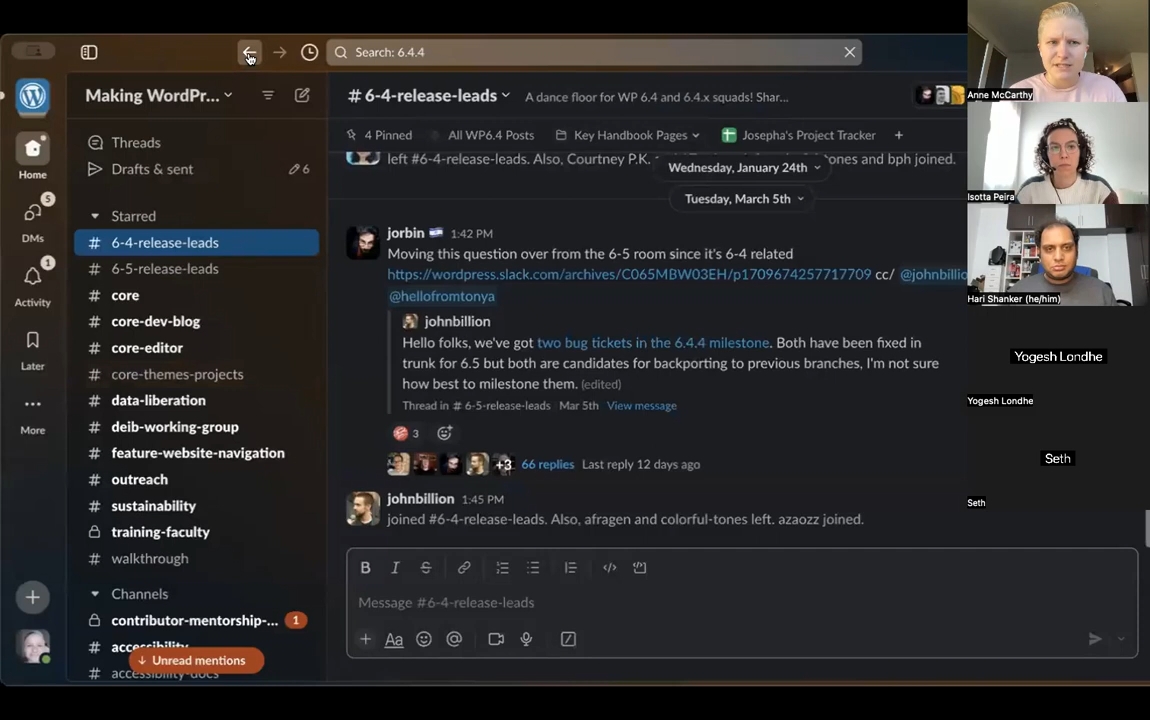 Search: 6.4.4
Making WordPr...
Threads
Drafts & sent
6
Starred
# 6-4-release-leads
# 6-5-release-leads
# core
# core-dev-blog
# core-editor
# core-themes-projects
# data-liberation
# deib-working-group
# feature-website-navigation
# outreach
# sustainability
training-faculty
# walkthrough
Channels
contributor-mentorship-...
1
# accessibility
Unread mentions
# accessibility-docs
Home
5
DMs
1
Activity
Later
More
# 6-4-release-leads
A dance floor for WP 6.4 and 6.4.x squads! Shar...
4 Pinned
All WP6.4 Posts
Key Handbook Pages
Josepha's Project Tracker
left #6-4-release-leads. Also, Courtney P.K. and bph joined.
Wednesday, January 24th
Tuesday, March 5th
jorbin 1:42 PM
Moving this question over from the 6-5 room since it's 6-4 related
https://wordpress.slack.com/archives/C065MBW03EH/p1709674257717709 cc/ @johnbillio
@hellofromtonya
johnbillion
Hello folks, we've got two bug tickets in the 6.4.4 milestone. Both have been fixed in
trunk for 6.5 but both are candidates for backporting to previous branches, I'm not sure
how best to milestone them. (edited)
Thread in # 6-5-release-leads Mar 5th View message
3
+3 66 replies Last reply 12 days ago
johnbillion 1:45 PM
joined #6-4-release-leads. Also, afragen and colorful-tones left. azaozz joined.
B I S
Message #6-4-release-leads
+ Aa @
Anne McCarthy
Isotta Peira
Hari Shanker (he/him)
Yogesh Londhe
Yogesh Londhe
Seth
Seth